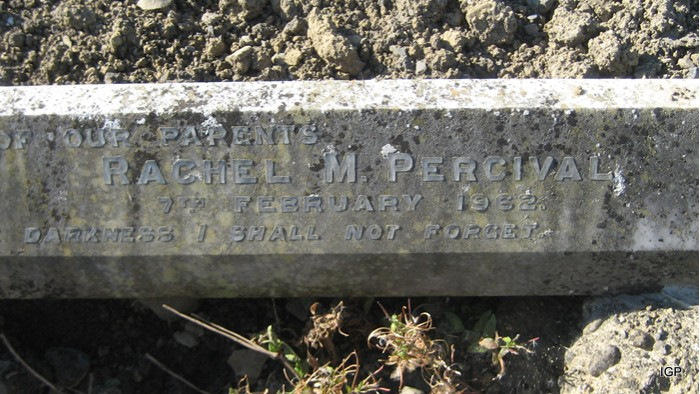 OF OUR PARENTS
RACHEL M. PERCIVAL
7TH FEBRUARY 1962.
DARKNESS I SHALL NOT FORGET.
IGP